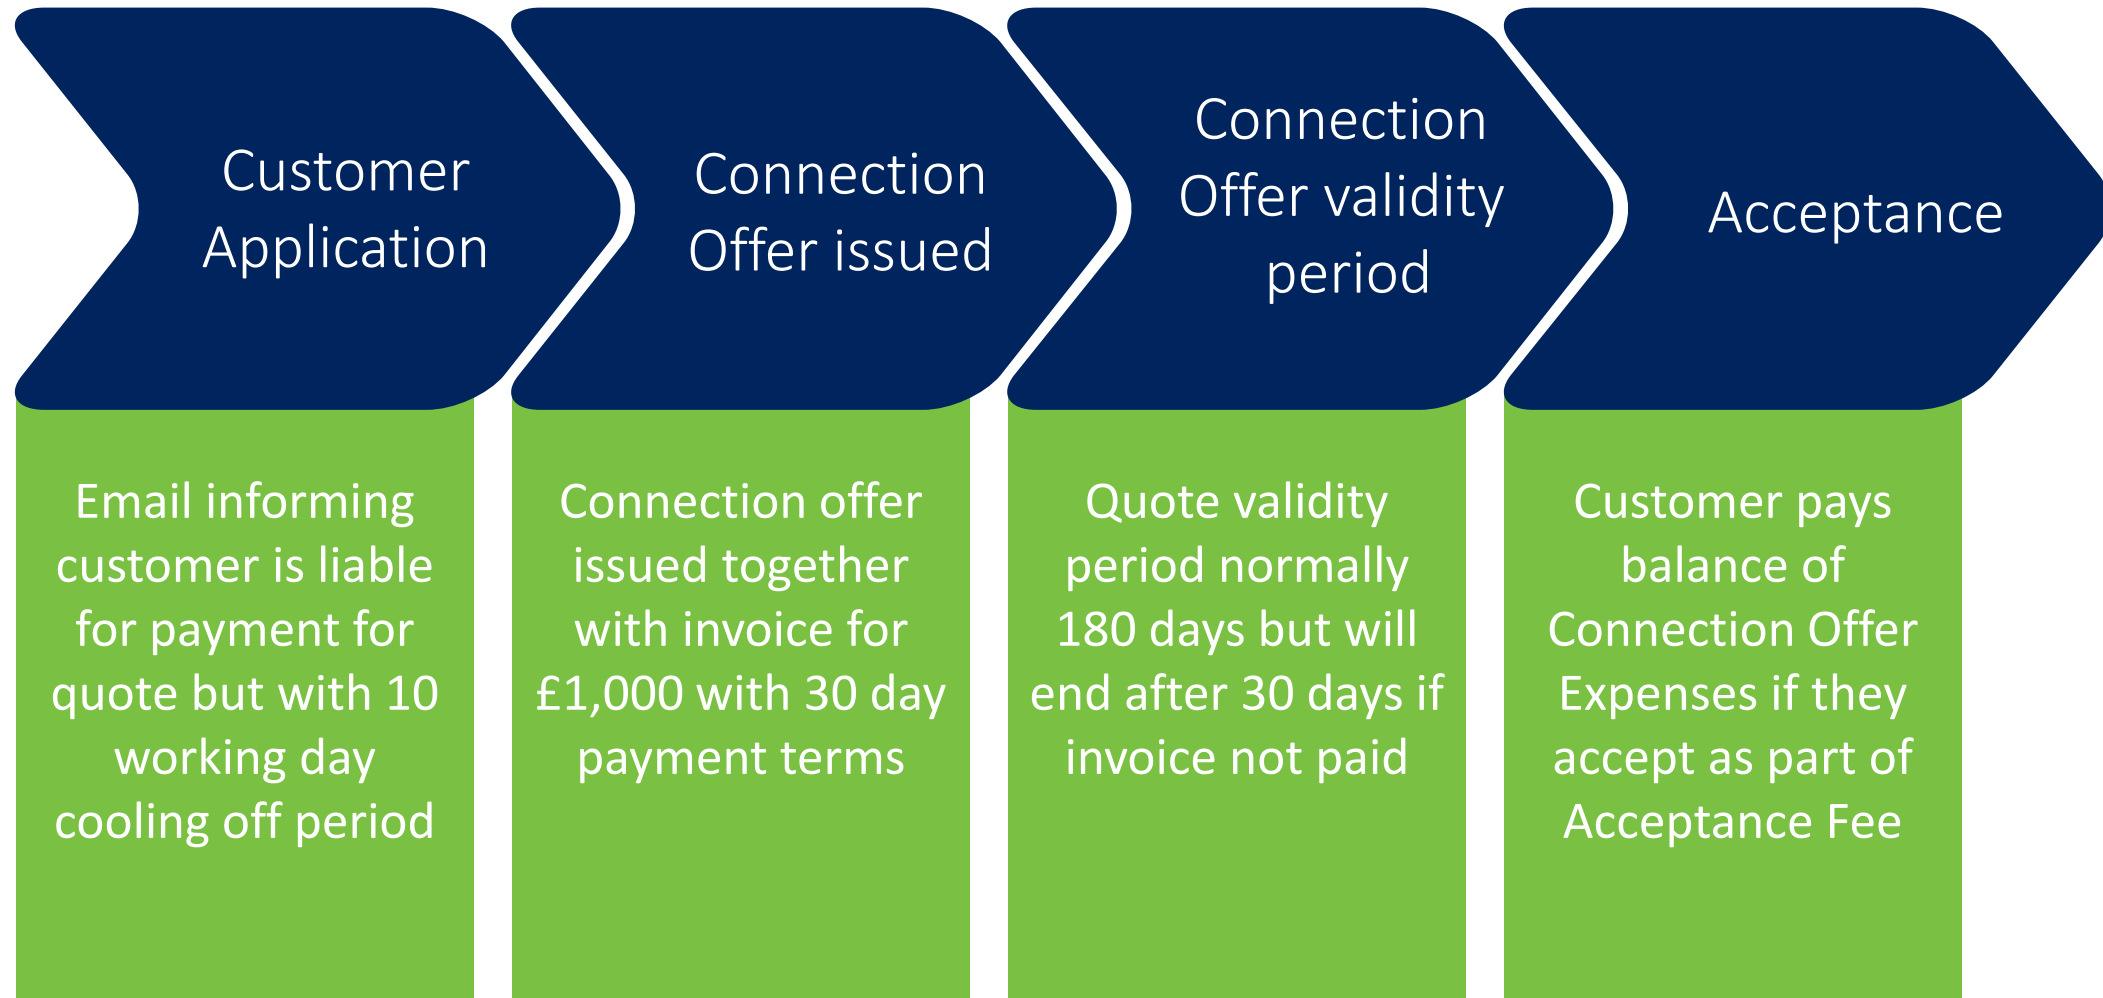 Customer
Application
Connection
Offer issued
Connection
Offer validity
period
Acceptance
Email informing
customer is liable
for payment for
quote but with 10
working day
cooling off period
Connection offer
issued together
with invoice for
£1,000 with 30 day
payment terms
Quote validity
period normally
180 days but will
end after 30 days if
invoice not paid
Customer pays
balance of
Connection Offer
Expenses if they
accept as part of
Acceptance Fee